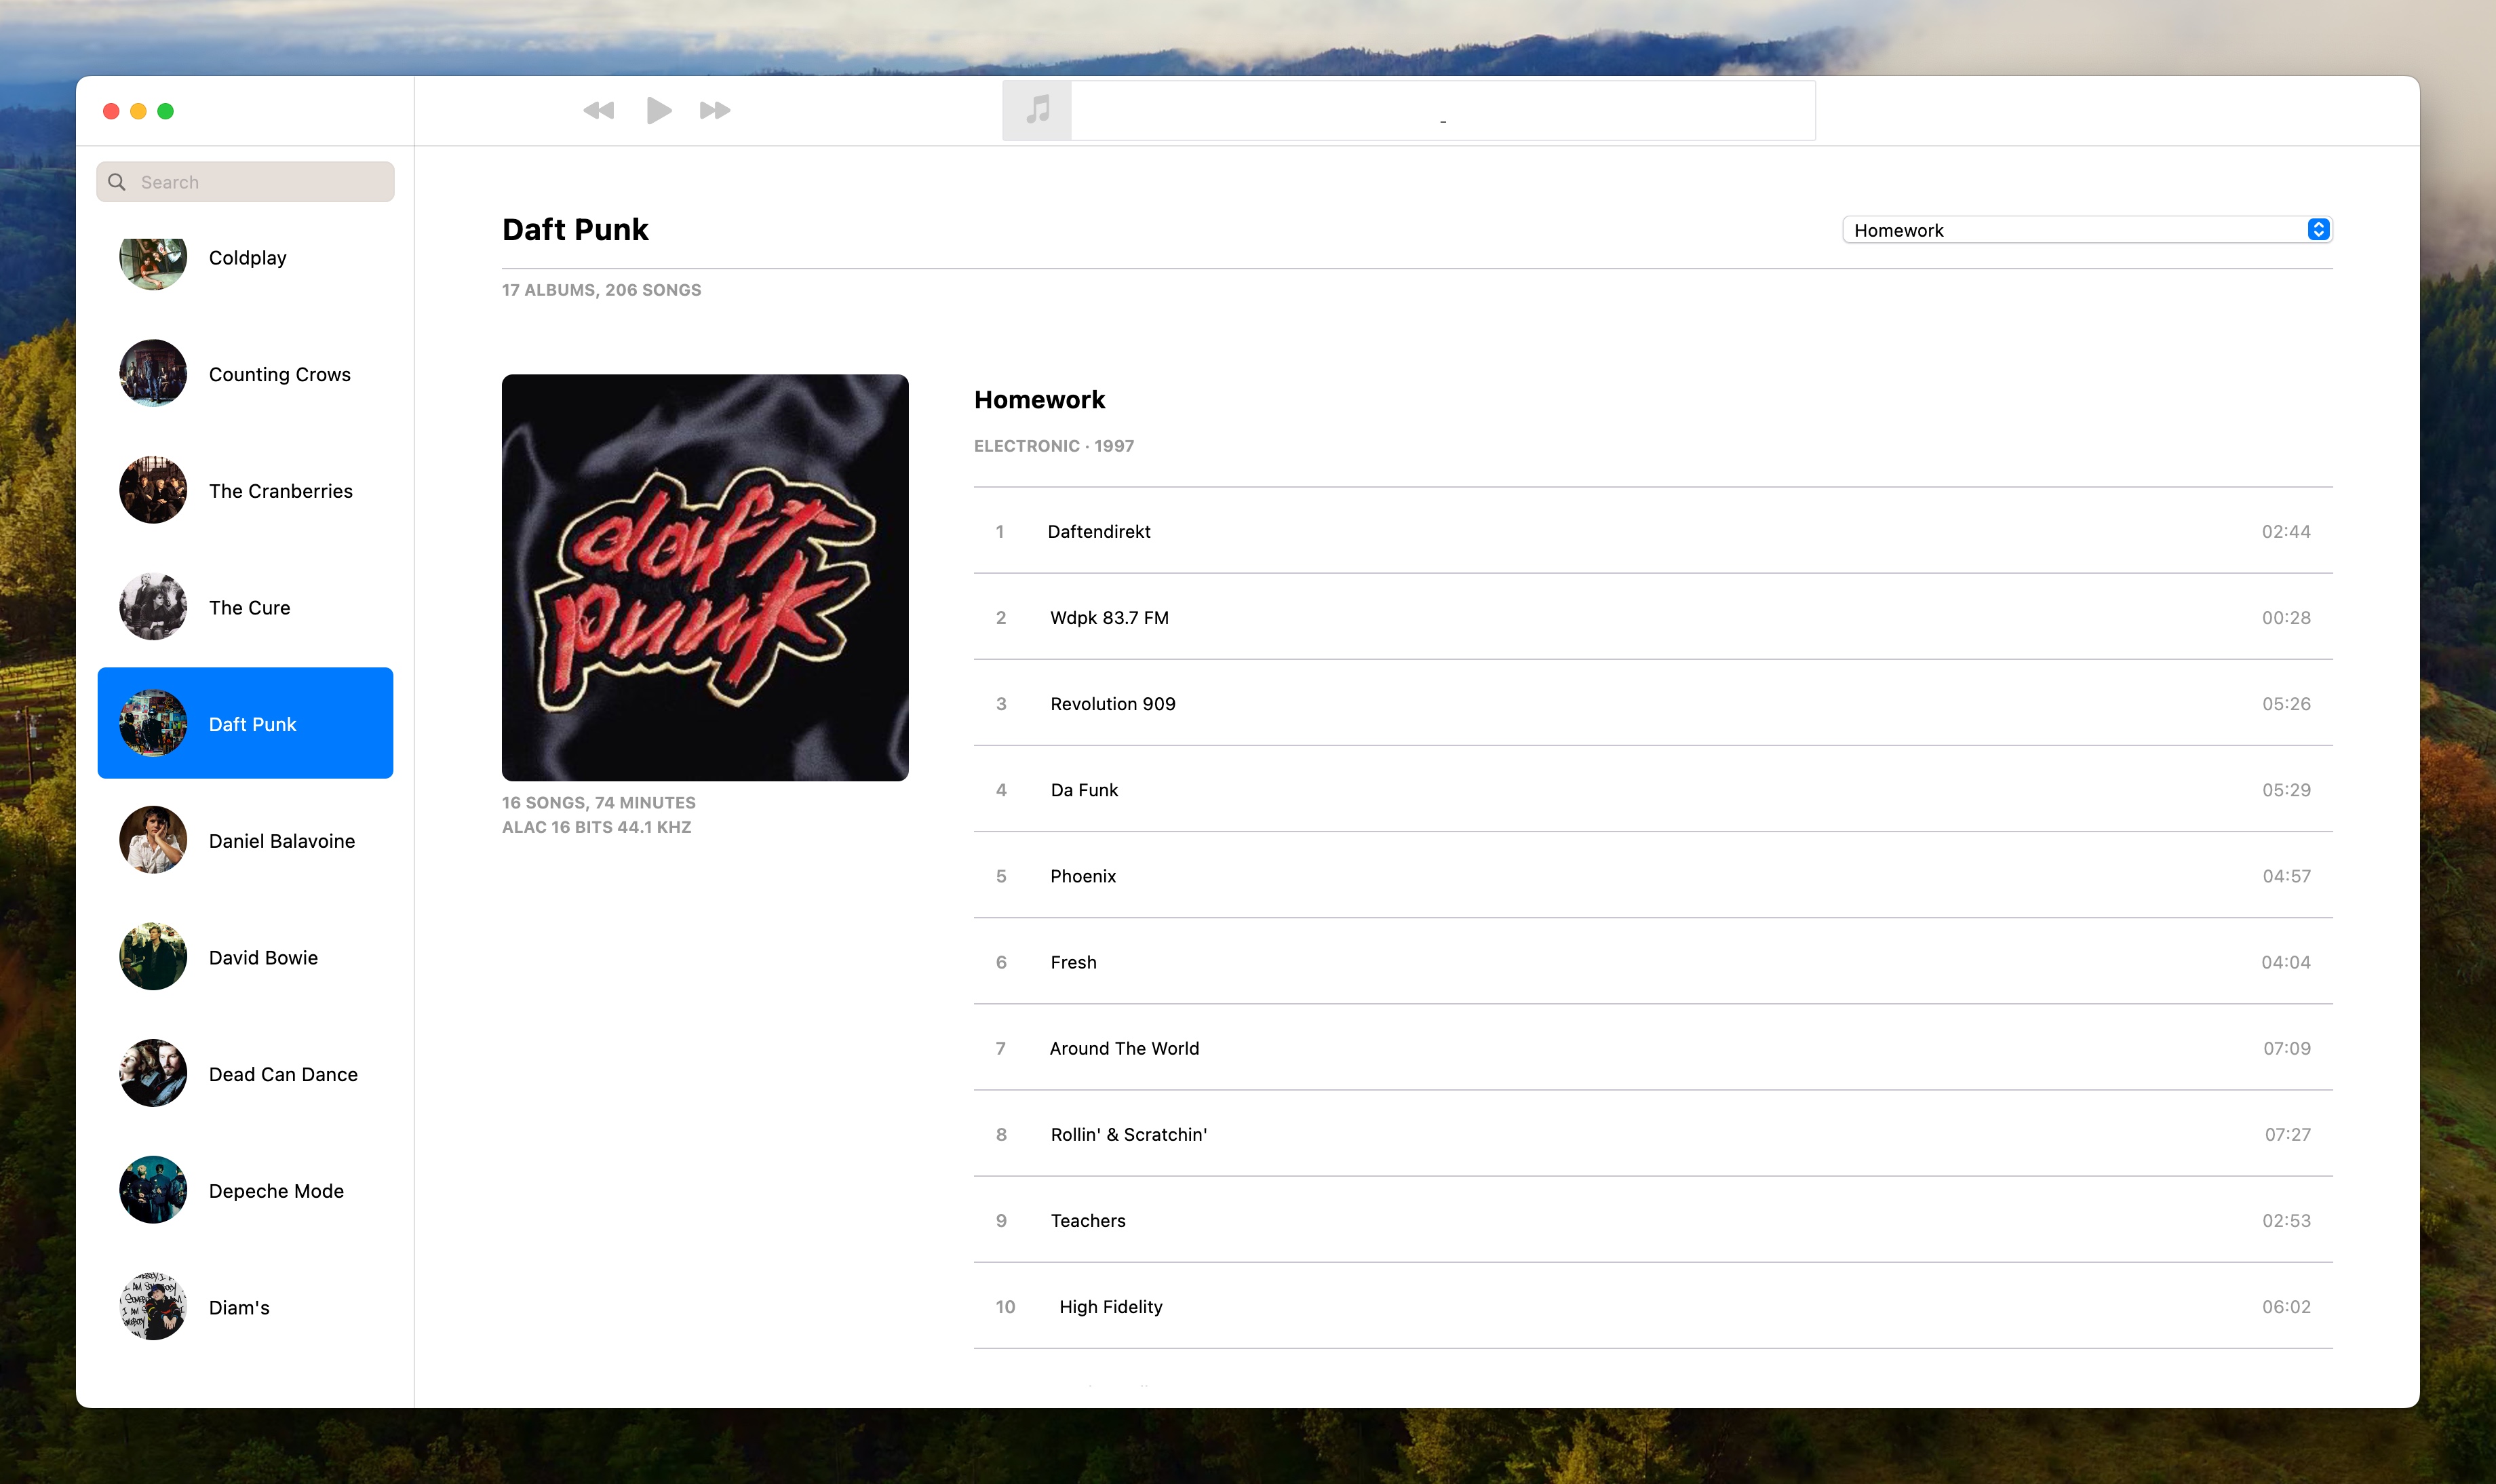 -
Search
Coldplay
Counting Crows
The Cranberries
The Cure
Daft Punk
Daniel Balavoine
David Bowie
Dead Can Dance
Depeche Mode
Diam's
Daft Punk
Homework
17 ALBUMS, 206 SONGS
daft
punk
16 SONGS, 74 MINUTES
ALAC 16 BITS 44.1 KHZ
Homework
ELECTRONIC · 1997
1 Daftendirekt 02:44
2 Wdpk 83.7 FM 00:28
3 Revolution 909 05:26
4 Da Funk 05:29
5 Phoenix 04:57
6 Fresh 04:04
7 Around The World 07:09
8 Rollin' & Scratchin' 07:27
9 Teachers 02:53
10 High Fidelity 06:02